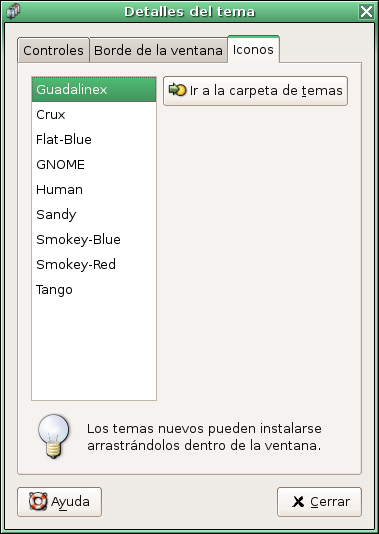 Detalles del tema
Controles
Borde de la ventana
Iconos
Guadalinex
Crux
Flat-Blue
GNOME
Human
Sandy
Smokey-Blue
Smokey-Red
Tango
Ir a la carpeta de temas
Los temas nuevos pueden instalarse
arrastrándolos dentro de la ventana.
Ayuda
Cerrar